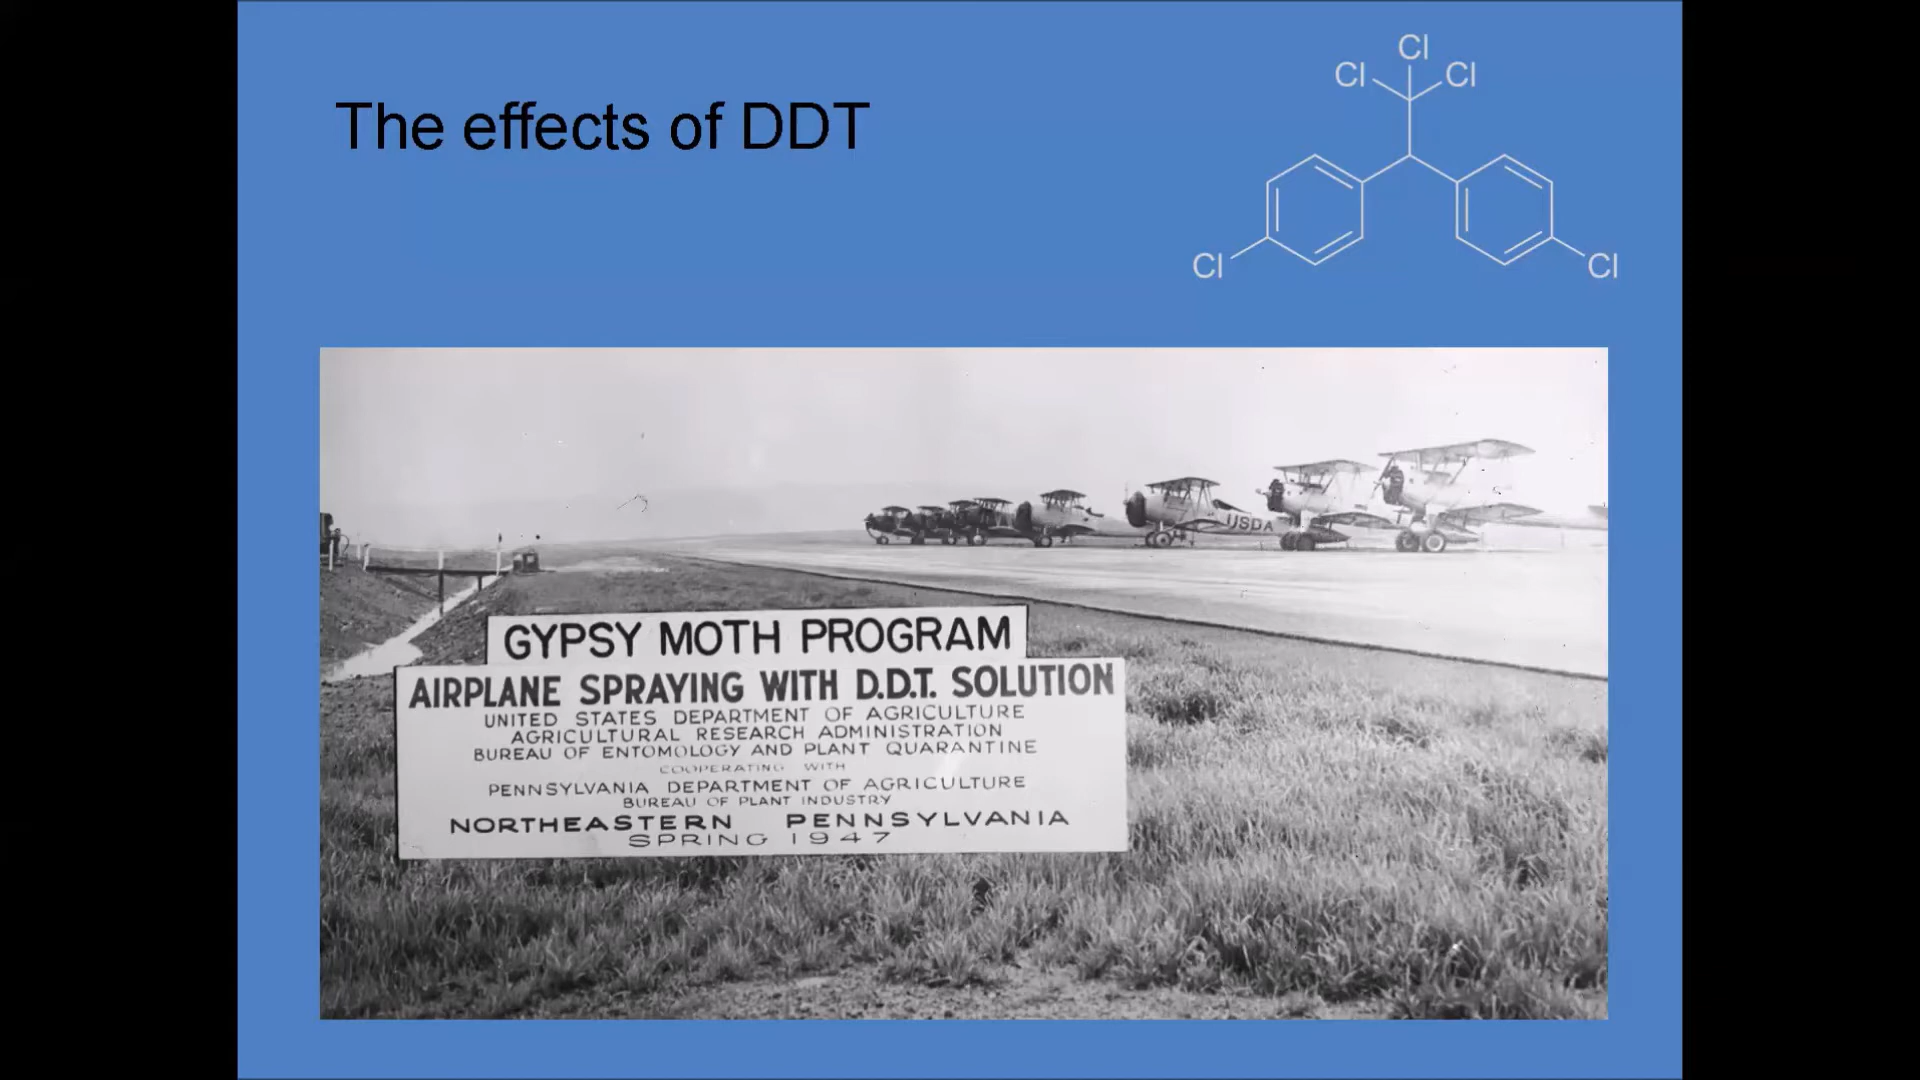 The effects of DDT
Cl
Cl Cl
Cl Cl
USDA
GYPSY MOTH PROGRAM
AIRPLANE SPRAYING WITH D.D.T. SOLUTION
UNITED STATES DEPARTMENT OF AGRICULTURE
AGRICULTURAL RESEARCH ADMINISTRATION
BUREAU OF ENTOMOLOGY AND PLANT QUARANTINE
COOPERATING WITH
PENNSYLVANIA DEPARTMENT OF AGRICULTURE
BUREAU OF PLANT INDUSTRY
NORTHEASTERN PENNSYLVANIA
SPRING 1947